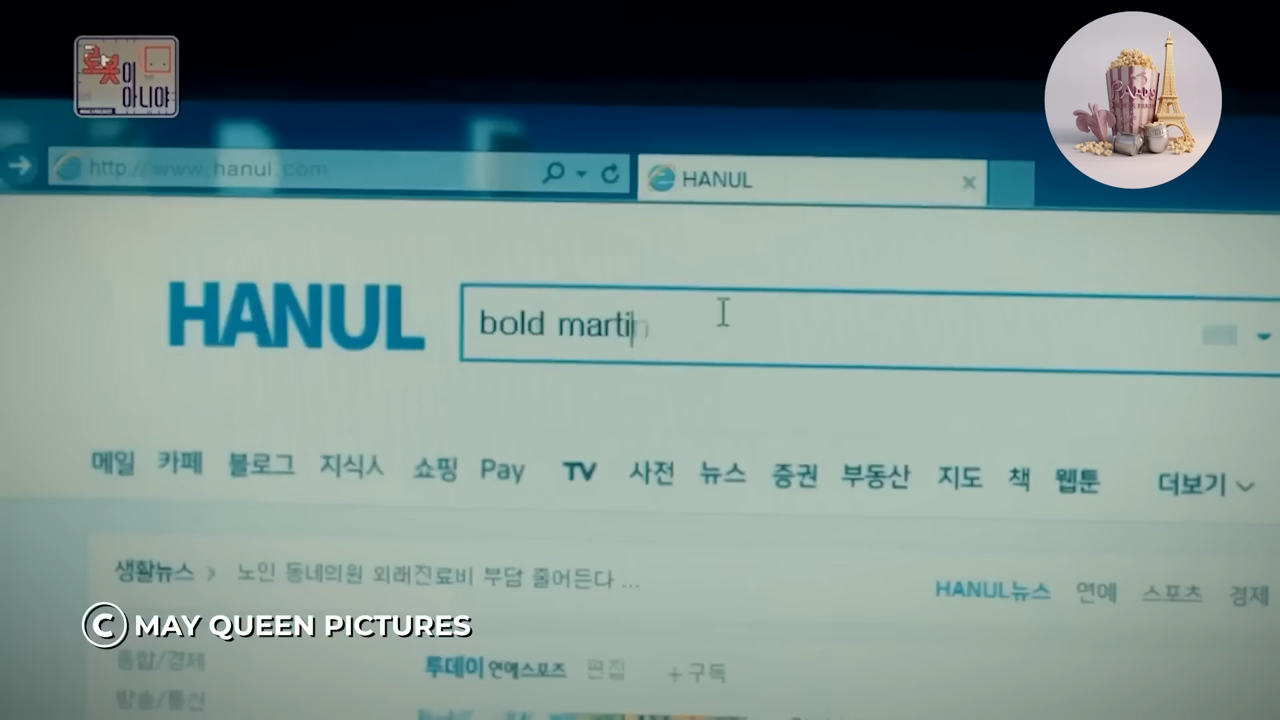 로봇이
아니야
http://www.hanul.com
HANUL
HANUL
bold martin
메일 카페 블로그 지식人 쇼핑 Pay TV 사전 뉴스 증권 부동산 지도 책 웹툰 더보기
생활뉴스 > 노인 동네의원 외래진료비 부담 줄어든다 ...
HANUL뉴스 연예 스포츠 경제
© MAY QUEEN PICTURES
통합/경제
방송/통신
투데이 연예스포츠 편집 +구독